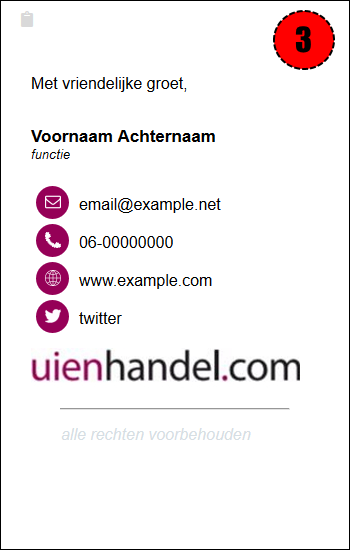 3
Met vriendelijke groet,
Voornaam Achternaam
functie
email@example.net
06-00000000
www.example.com
twitter
uienhandel.com
alle rechten voorbehouden